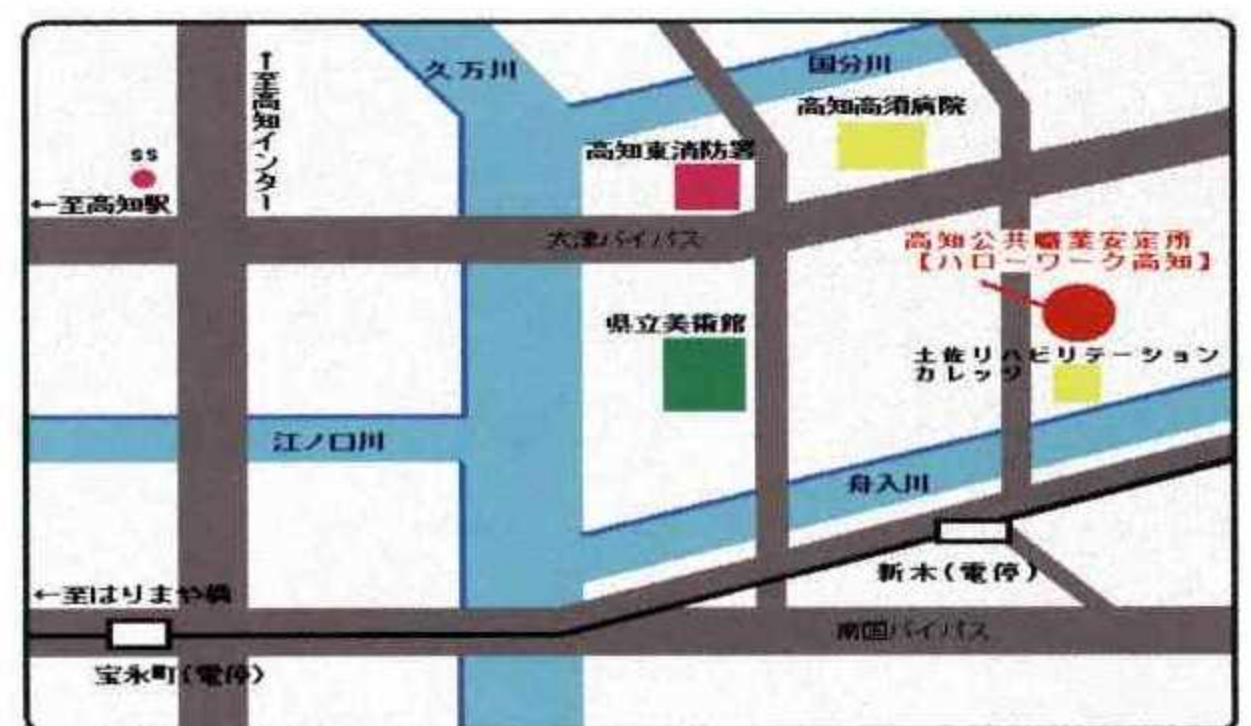 久万川
国分川
↑至高知インター
高知高須病院
高知東消防署
SS
←至高知駅
大津バイパス
高知公共職業安定所
【ハローワーク高知】
県立美術館
土佐リハビリテーション
カレッジ
江ノ口川
舟入川
新木(電停)
←至はりまや橋
南国バイパス
宝永町(電停)